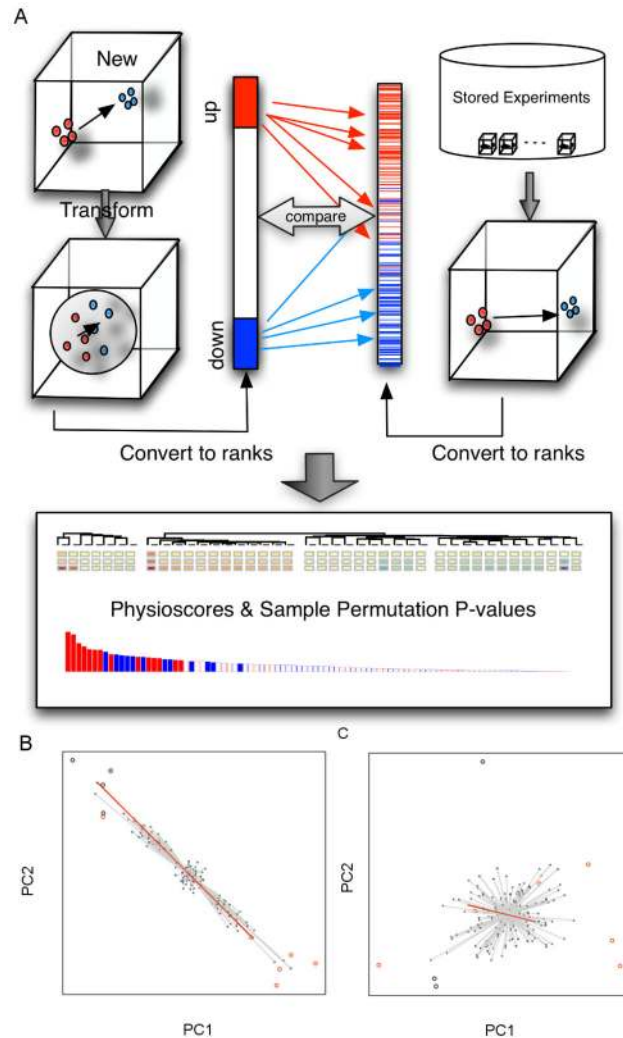 A
New
Transform
up
down
compare
Stored Experiments
Convert to ranks
Convert to ranks
Physioscores & Sample Permutation P-values
B
C
PC2
PC1
PC2
PC1